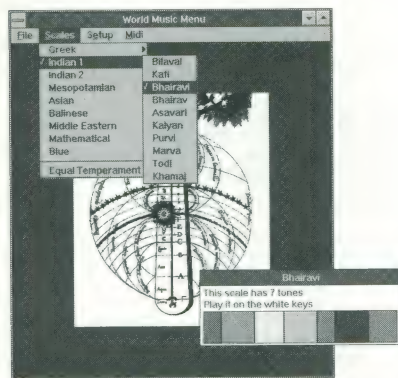 World Music Menu
File Scales Setup Midi
Greek
✓ Indian 1
Indian 2
Mesopotamian
Asian
Balinese
Middle Eastern
Mathematical
Blue
Equal Temperament
Bilaval
Kafi
✓ Bhairavi
Bhairav
Asavari
Kalyan
Purvi
Marva
Todi
Khamaj
Bhairavi
This scale has 7 tones
Play it on the white keys